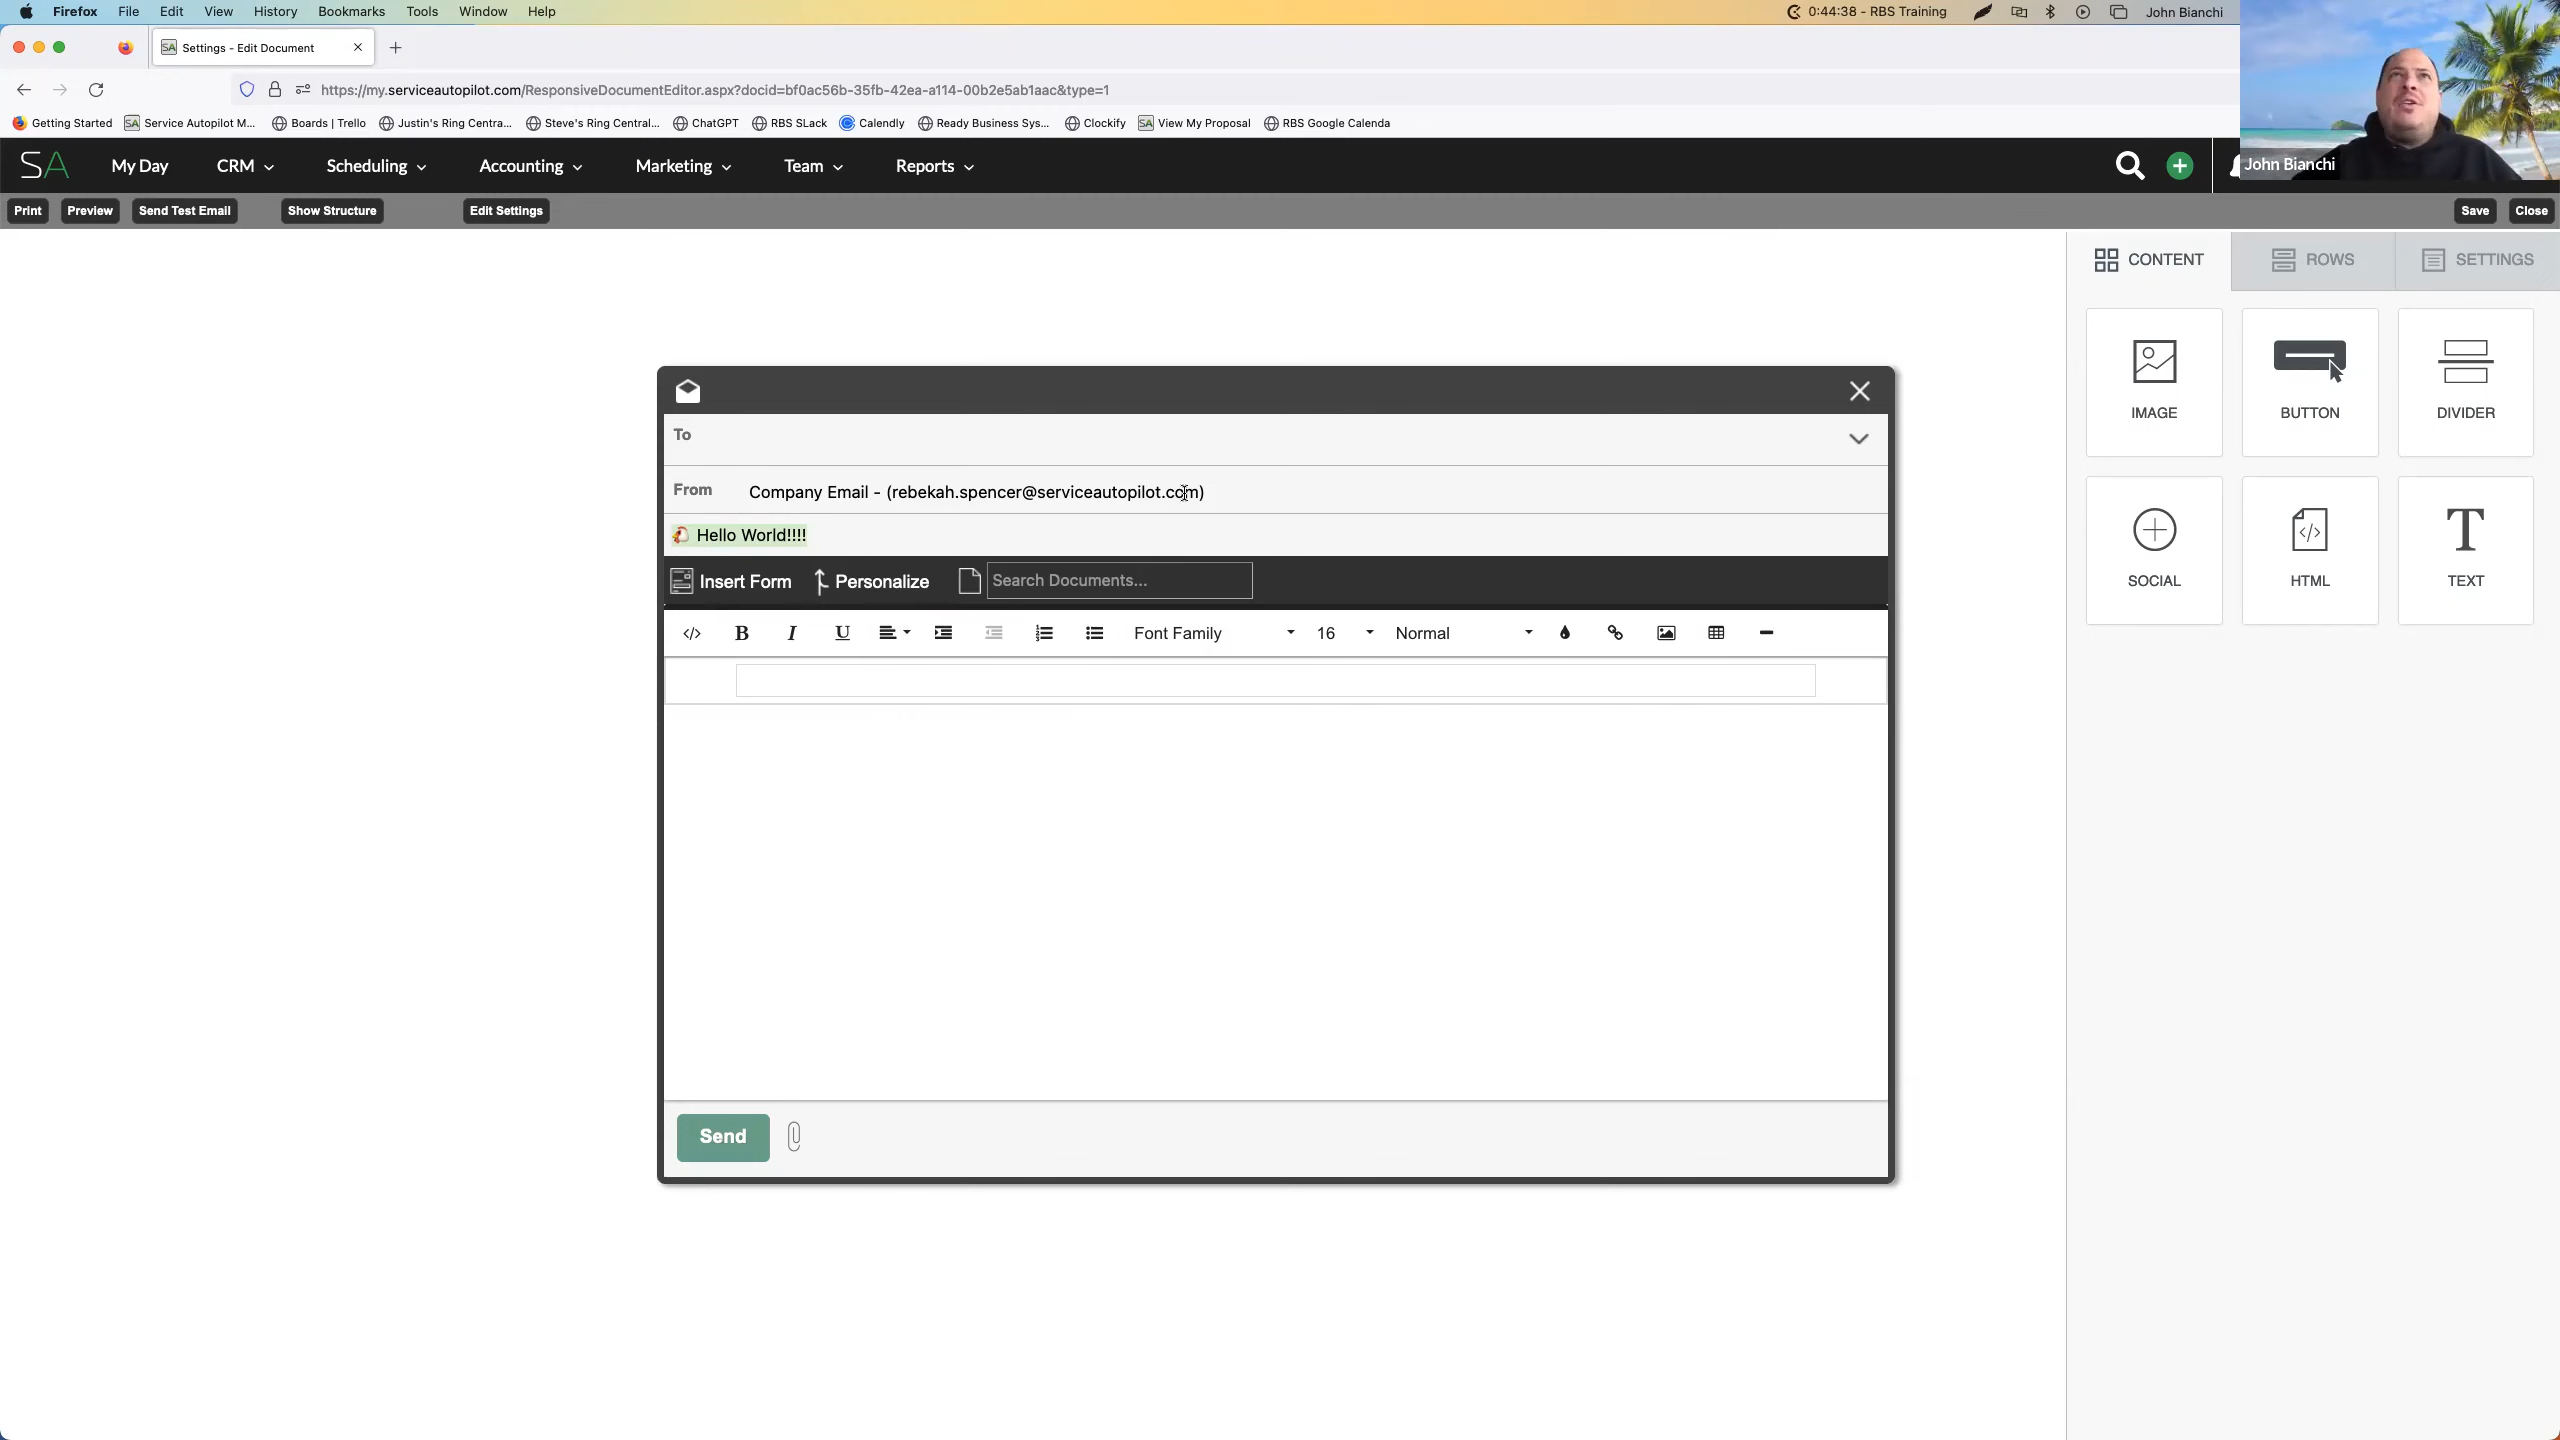 Firefox File Edit View History Bookmarks Tools Window Help 0:44:38 - RBS Training John Bianchi
SA Settings - Edit Document
https://my.serviceautopilot.com/ResponsiveDocumentEditor.aspx?docid=bf0ac56b-35fb-42ea-a114-00b2e5ab1aac&type=1
Getting Started SA Service Autopilot M... Boards | Trello Justin's Ring Centra... Steve's Ring Central... ChatGPT RBS SLack Calendly Ready Business Sys... Clockify SA View My Proposal RBS Google Calenda
SA My Day CRM Scheduling Accounting Marketing Team Reports John Bianchi
Print Preview Send Test Email Show Structure Edit Settings Save Close
CONTENT ROWS SETTINGS
IMAGE BUTTON DIVIDER
SOCIAL HTML TEXT
To
From Company Email - (rebekah.spencer@serviceautopilot.com)
🐔 Hello World!!!!
Insert Form Personalize Search Documents...
</> B I U Font Family 16 Normal
Send